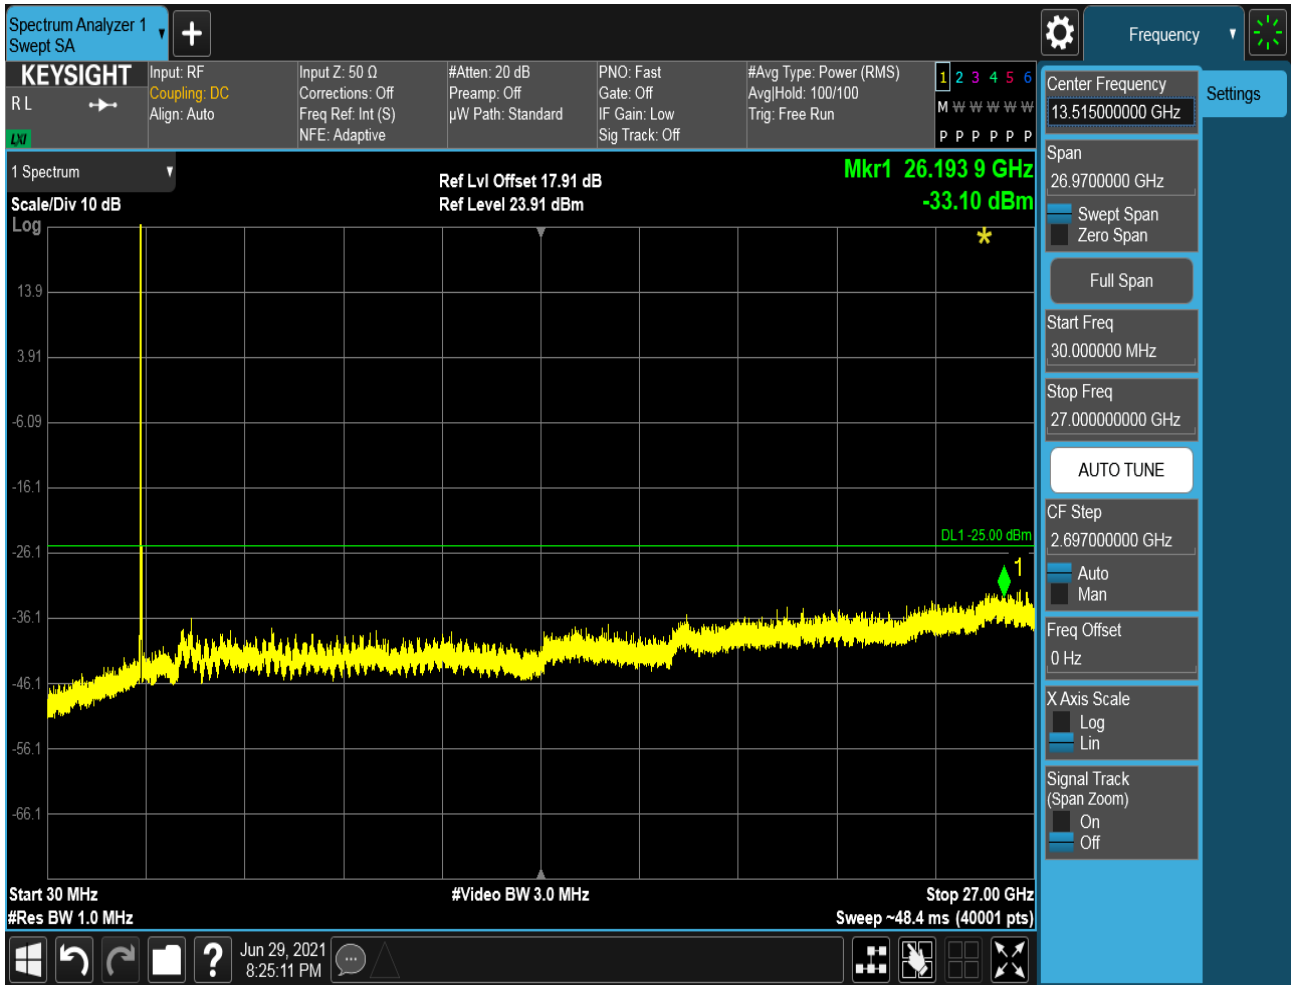 Spectrum Analyzer 1
Swept SA
Frequency
KEYSIGHT
R L
LXI
Input: RF
Coupling: DC
Align: Auto
Input Z: 50 Ω
Corrections: Off
Freq Ref: Int (S)
NFE: Adaptive
#Atten: 20 dB
Preamp: Off
µW Path: Standard
PNO: Fast
Gate: Off
IF Gain: Low
Sig Track: Off
#Avg Type: Power (RMS)
Avg|Hold: 100/100
Trig: Free Run
1 2 3 4 5 6
M W W W W W
P P P P P P
1 Spectrum
Scale/Div 10 dB
Log
Ref Lvl Offset 17.91 dB
Ref Level 23.91 dBm
Mkr1 26.193 9 GHz
-33.10 dBm
13.9
3.91
-6.09
-16.1
-26.1
-36.1
-46.1
-56.1
-66.1
DL1 -25.00 dBm
1
Start 30 MHz
#Res BW 1.0 MHz
#Video BW 3.0 MHz
Stop 27.00 GHz
Sweep ~48.4 ms (40001 pts)
Jun 29, 2021
8:25:11 PM
Center Frequency
13.515000000 GHz
Settings
Span
26.9700000 GHz
Swept Span
Zero Span
Full Span
Start Freq
30.000000 MHz
Stop Freq
27.000000000 GHz
AUTO TUNE
CF Step
2.697000000 GHz
Auto
Man
Freq Offset
0 Hz
X Axis Scale
Log
Lin
Signal Track
(Span Zoom)
On
Off